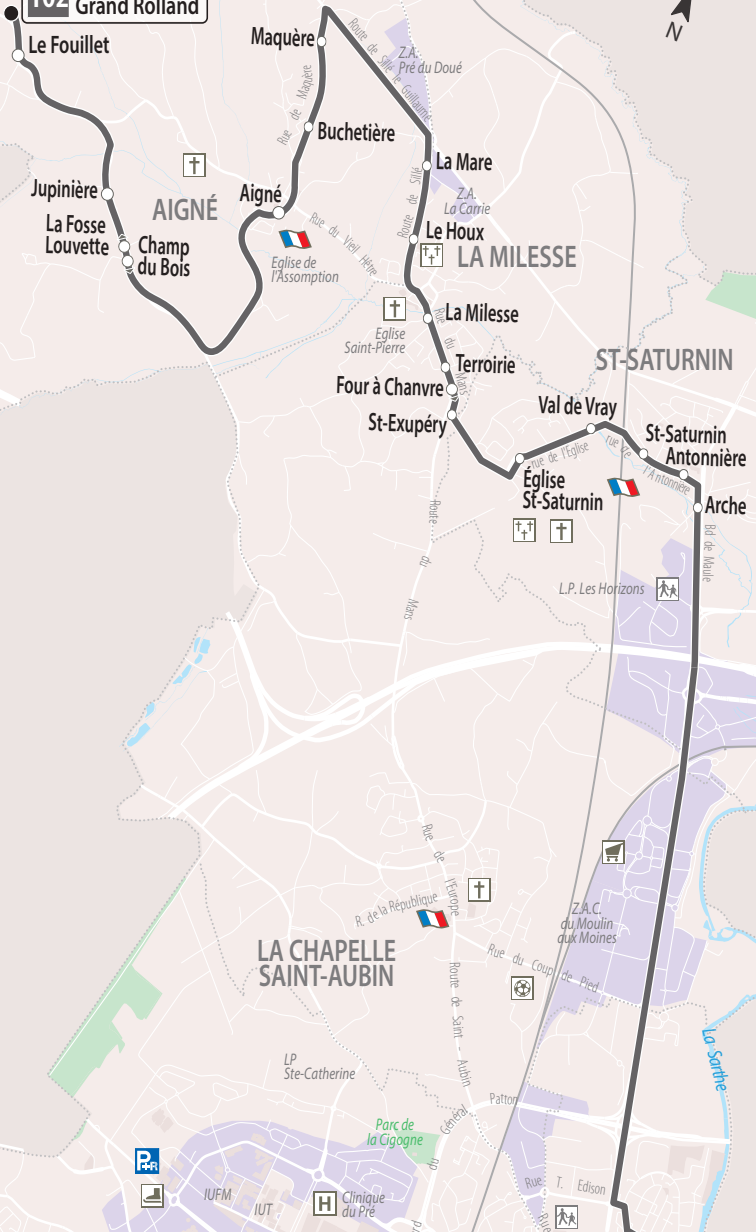 102 Grand Rolland
Le Fouillet
Maquère
N
Route de Sillé le Guillaume
Z.A.
Pré du Doué
Rue de Maquère
Buchetière
La Mare
Jupinière
Aigné
AIGNÉ
Route de Sillé
Z.A.
La Carrie
La Fosse
Louvette
Champ
du Bois
Rue du Vieil Hêtre
Le Houx
LA MILESSE
Eglise de
l'Assomption
Eglise
Saint-Pierre
La Milesse
Rue du Mans
Terroirie
ST-SATURNIN
Four à Chanvre
St-Exupéry
Val de Vray
St-Saturnin
Antonnière
rue de l'Eglise
rue de l'Antonnière
Église
St-Saturnin
Arche
Route du Mans
Bd de Maule
L.P. Les Horizons
Rue de l'Europe
R. de la République
Z.A.C.
du Moulin
aux Moines
LA CHAPELLE
SAINT-AUBIN
Rue du Coup de Pied
Route de Saint - Aubin
La Sarthe
LP
Ste-Catherine
Parc de
la Cigogne
du Général Patton
P+R
IUFM
IUT
H
Clinique
du Pré
Rue T. Edison
Rue